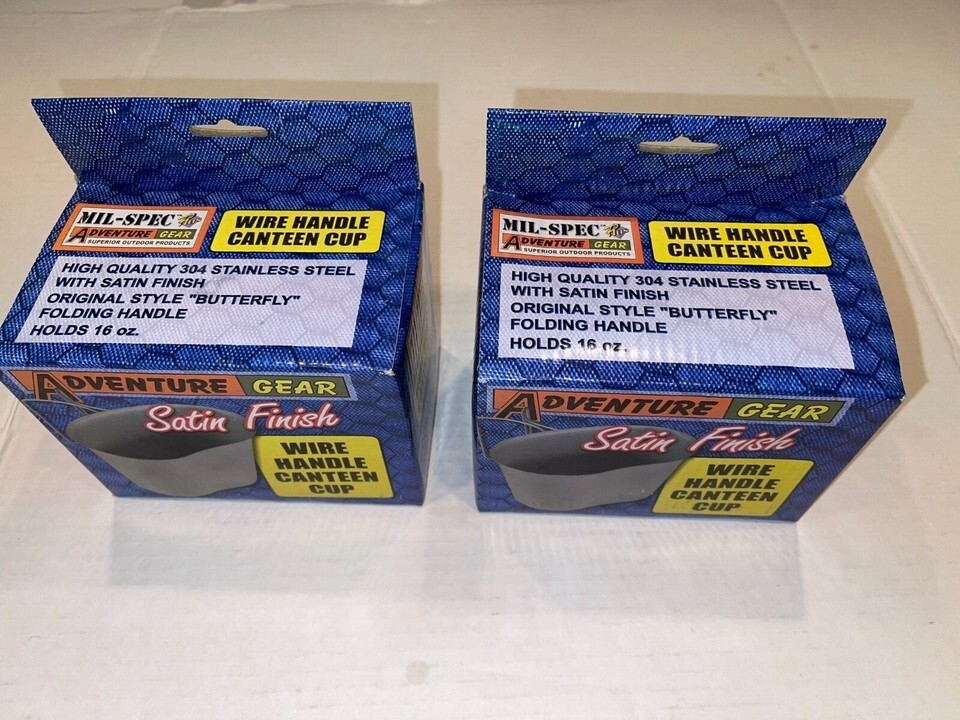 MIL-SPEC
ADVENTURE GEAR
SUPERIOR OUTDOOR PRODUCTS
WIRE HANDLE
CANTEEN CUP
HIGH QUALITY 304 STAINLESS STEEL
WITH SATIN FINISH
ORIGINAL STYLE "BUTTERFLY"
FOLDING HANDLE
HOLDS 16 oz.
ADVENTURE GEAR
Satin Finish
WIRE
HANDLE
CANTEEN
CUP
MIL-SPEC
ADVENTURE GEAR
SUPERIOR OUTDOOR PRODUCTS
WIRE HANDLE
CANTEEN CUP
HIGH QUALITY 304 STAINLESS STEEL
WITH SATIN FINISH
ORIGINAL STYLE "BUTTERFLY"
FOLDING HANDLE
HOLDS 16 oz.
ADVENTURE GEAR
Satin Finish
WIRE
HANDLE
CANTEEN
CUP